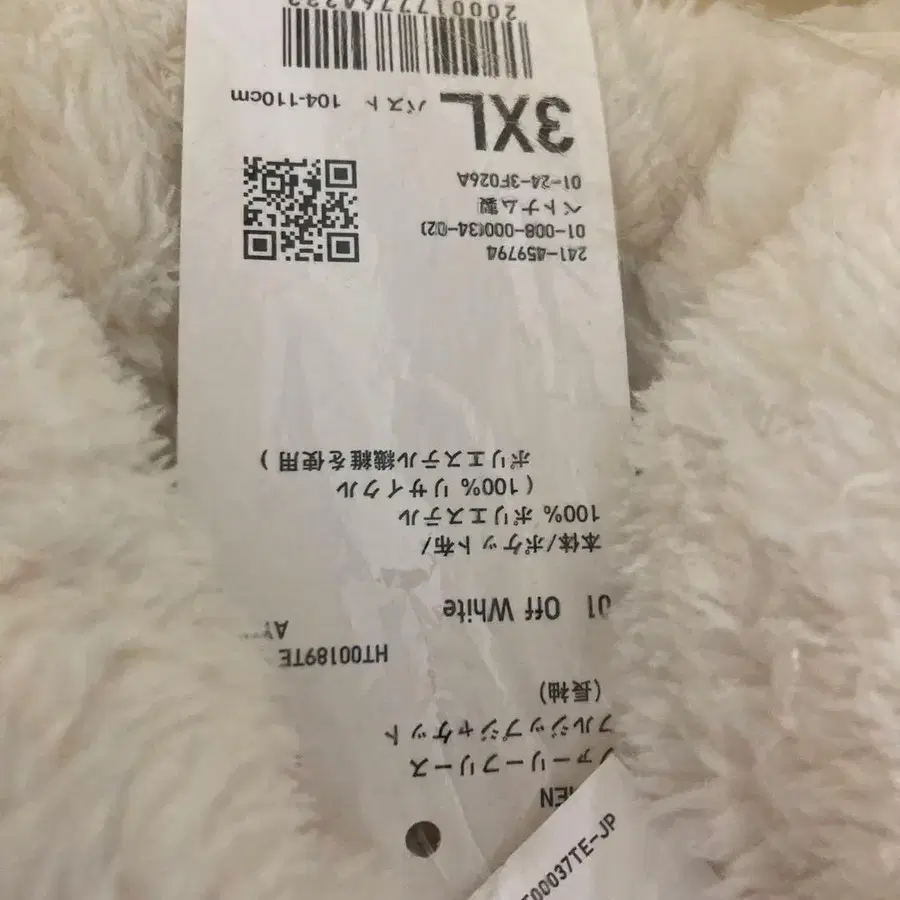 MEN
ファーリーフリース
フルジップジャケット
(長袖)
HT00189TE
01 Off White
本体/ポケット布/
100% ポリエステル
( 100% リサイクル
ポリエステル繊維を使用 )
241-459794
01-008-000(34-02)
ベトナム製
01-24-3F026A
3XL バスト 104-110cm
00037TE-JP